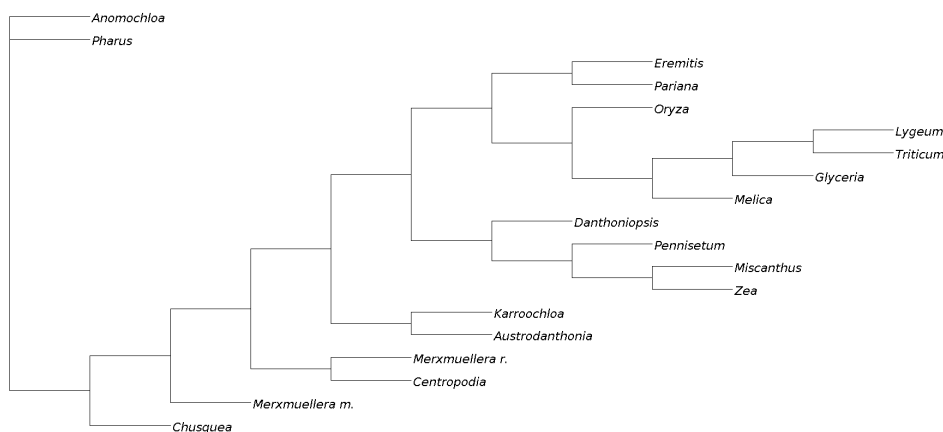 Anomochloa
Pharus
Eremitis
Pariana
Oryza
Lygeum
Triticum
Glyceria
Melica
Danthoniopsis
Pennisetum
Miscanthus
Zea
Karroochloa
Austrodanthonia
Merxmuellera r.
Centropodia
Merxmuellera m.
Chusquea